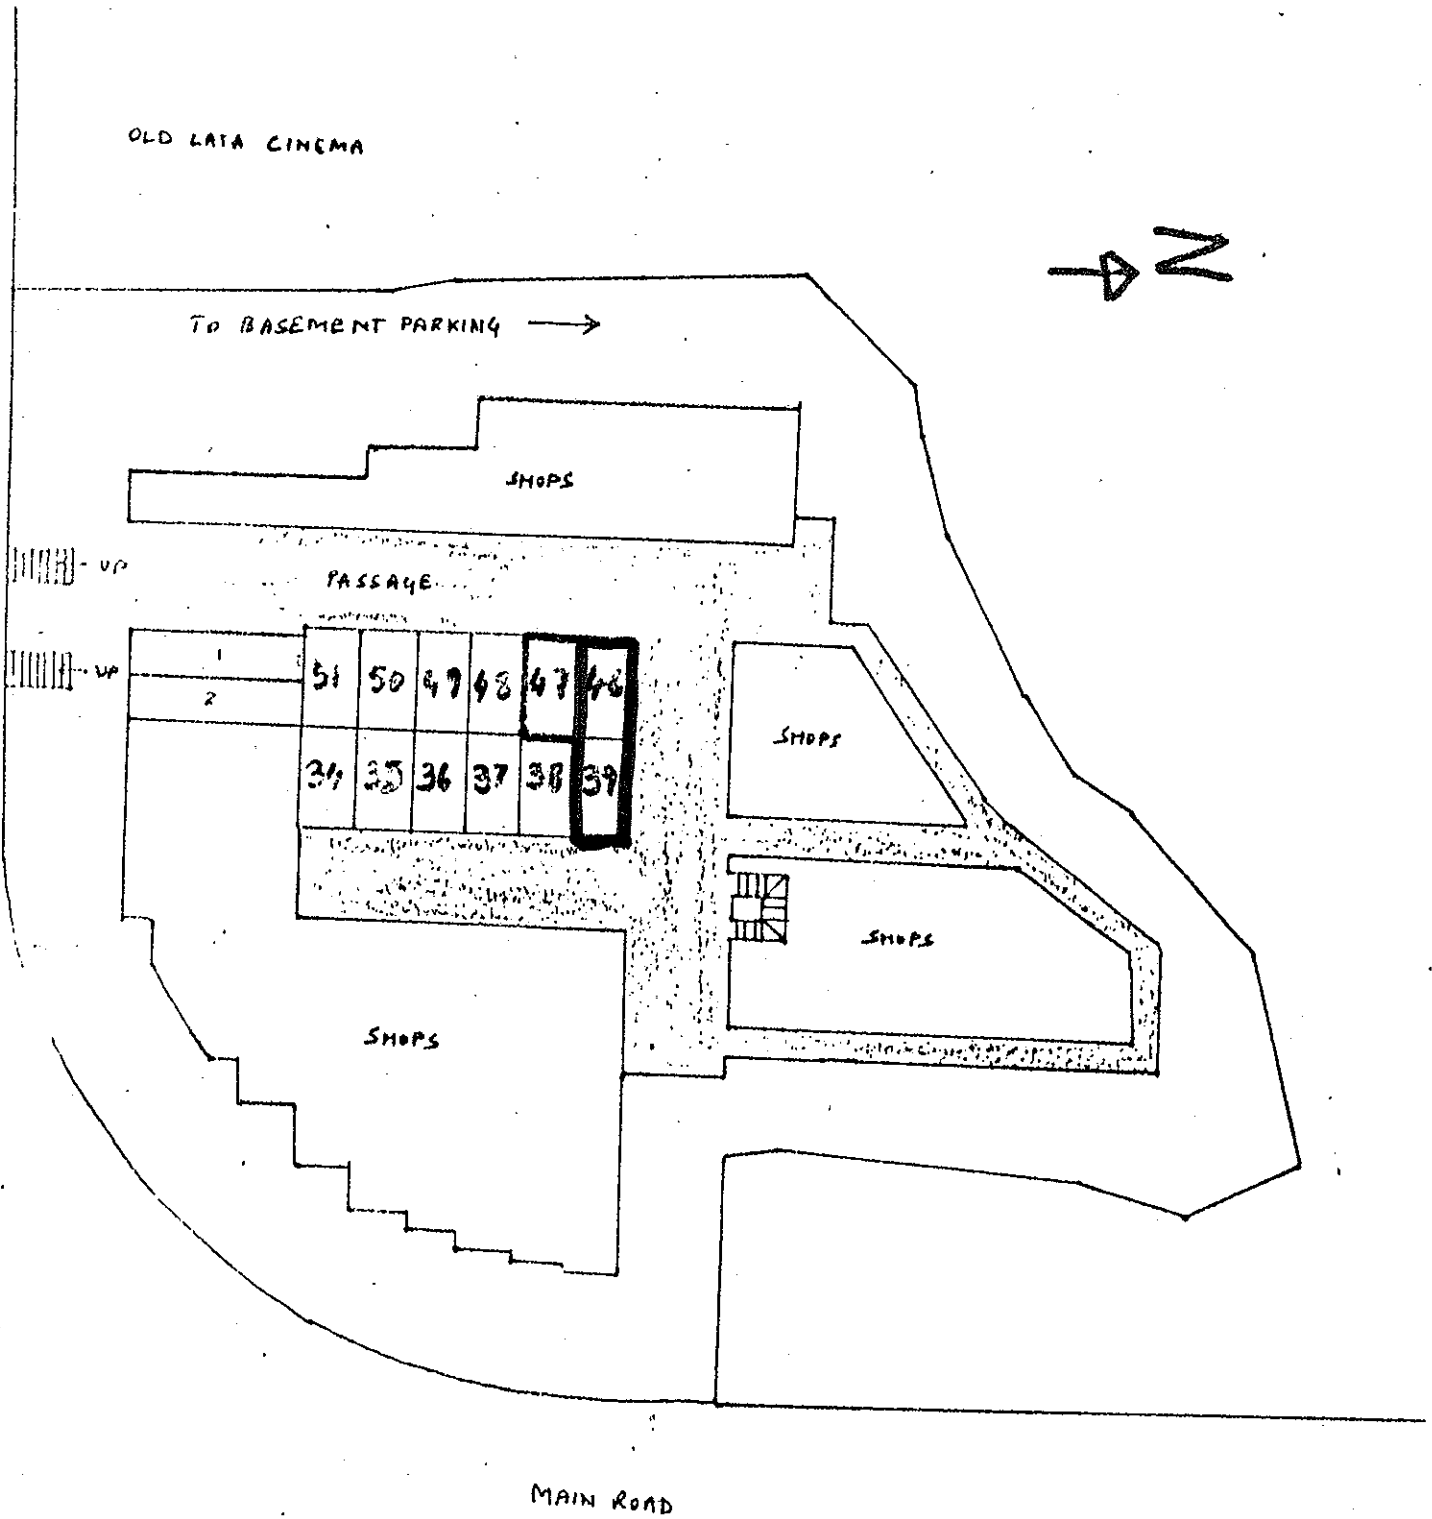 OLD LATA CINEMA
N
TO BASEMENT PARKING
SHOPS
UP
PASSAGE
1
UP
2
51 50 49 48 47 46
SHOPS
34 35 36 37 38 39
SHOPS
SHOPS
MAIN ROAD